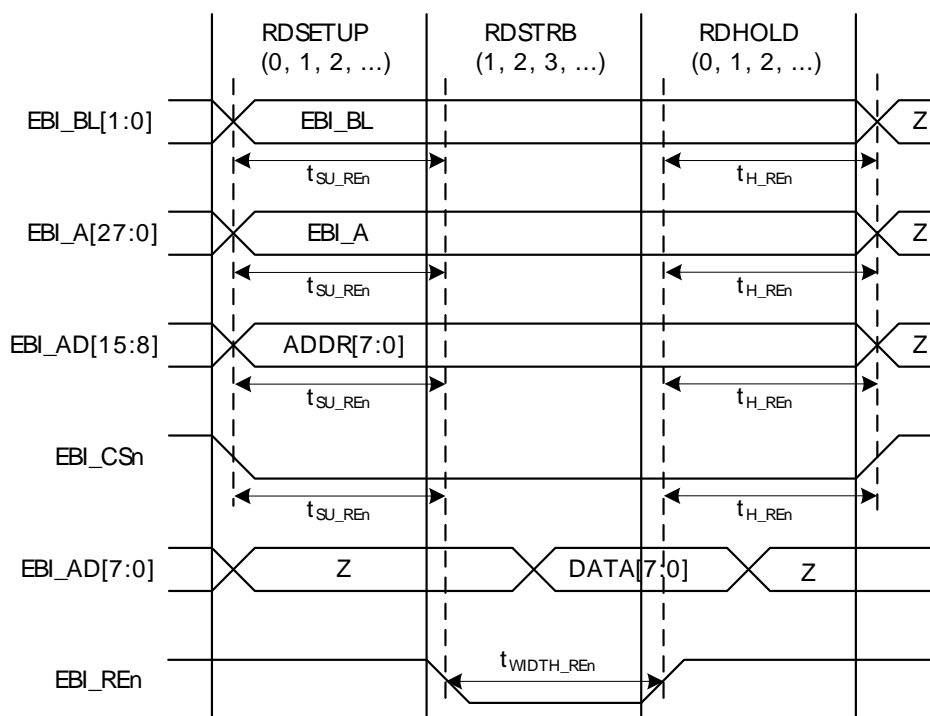 RDSETUP RDSTRB RDHOLD
(0, 1, 2, ...) (1, 2, 3, ...) (0, 1, 2, ...)
EBI_BL[1:0] EBI_BL Z
tSU_REn tH_REn
EBI_A[27:0] EBI_A Z
tSU_REn tH_REn
EBI_AD[15:8] ADDR[7:0] Z
tSU_REn tH_REn
EBI_CSn
tSU_REn tH_REn
EBI_AD[7:0] Z DATA[7:0] Z
EBI_REn tWIDTH_REn